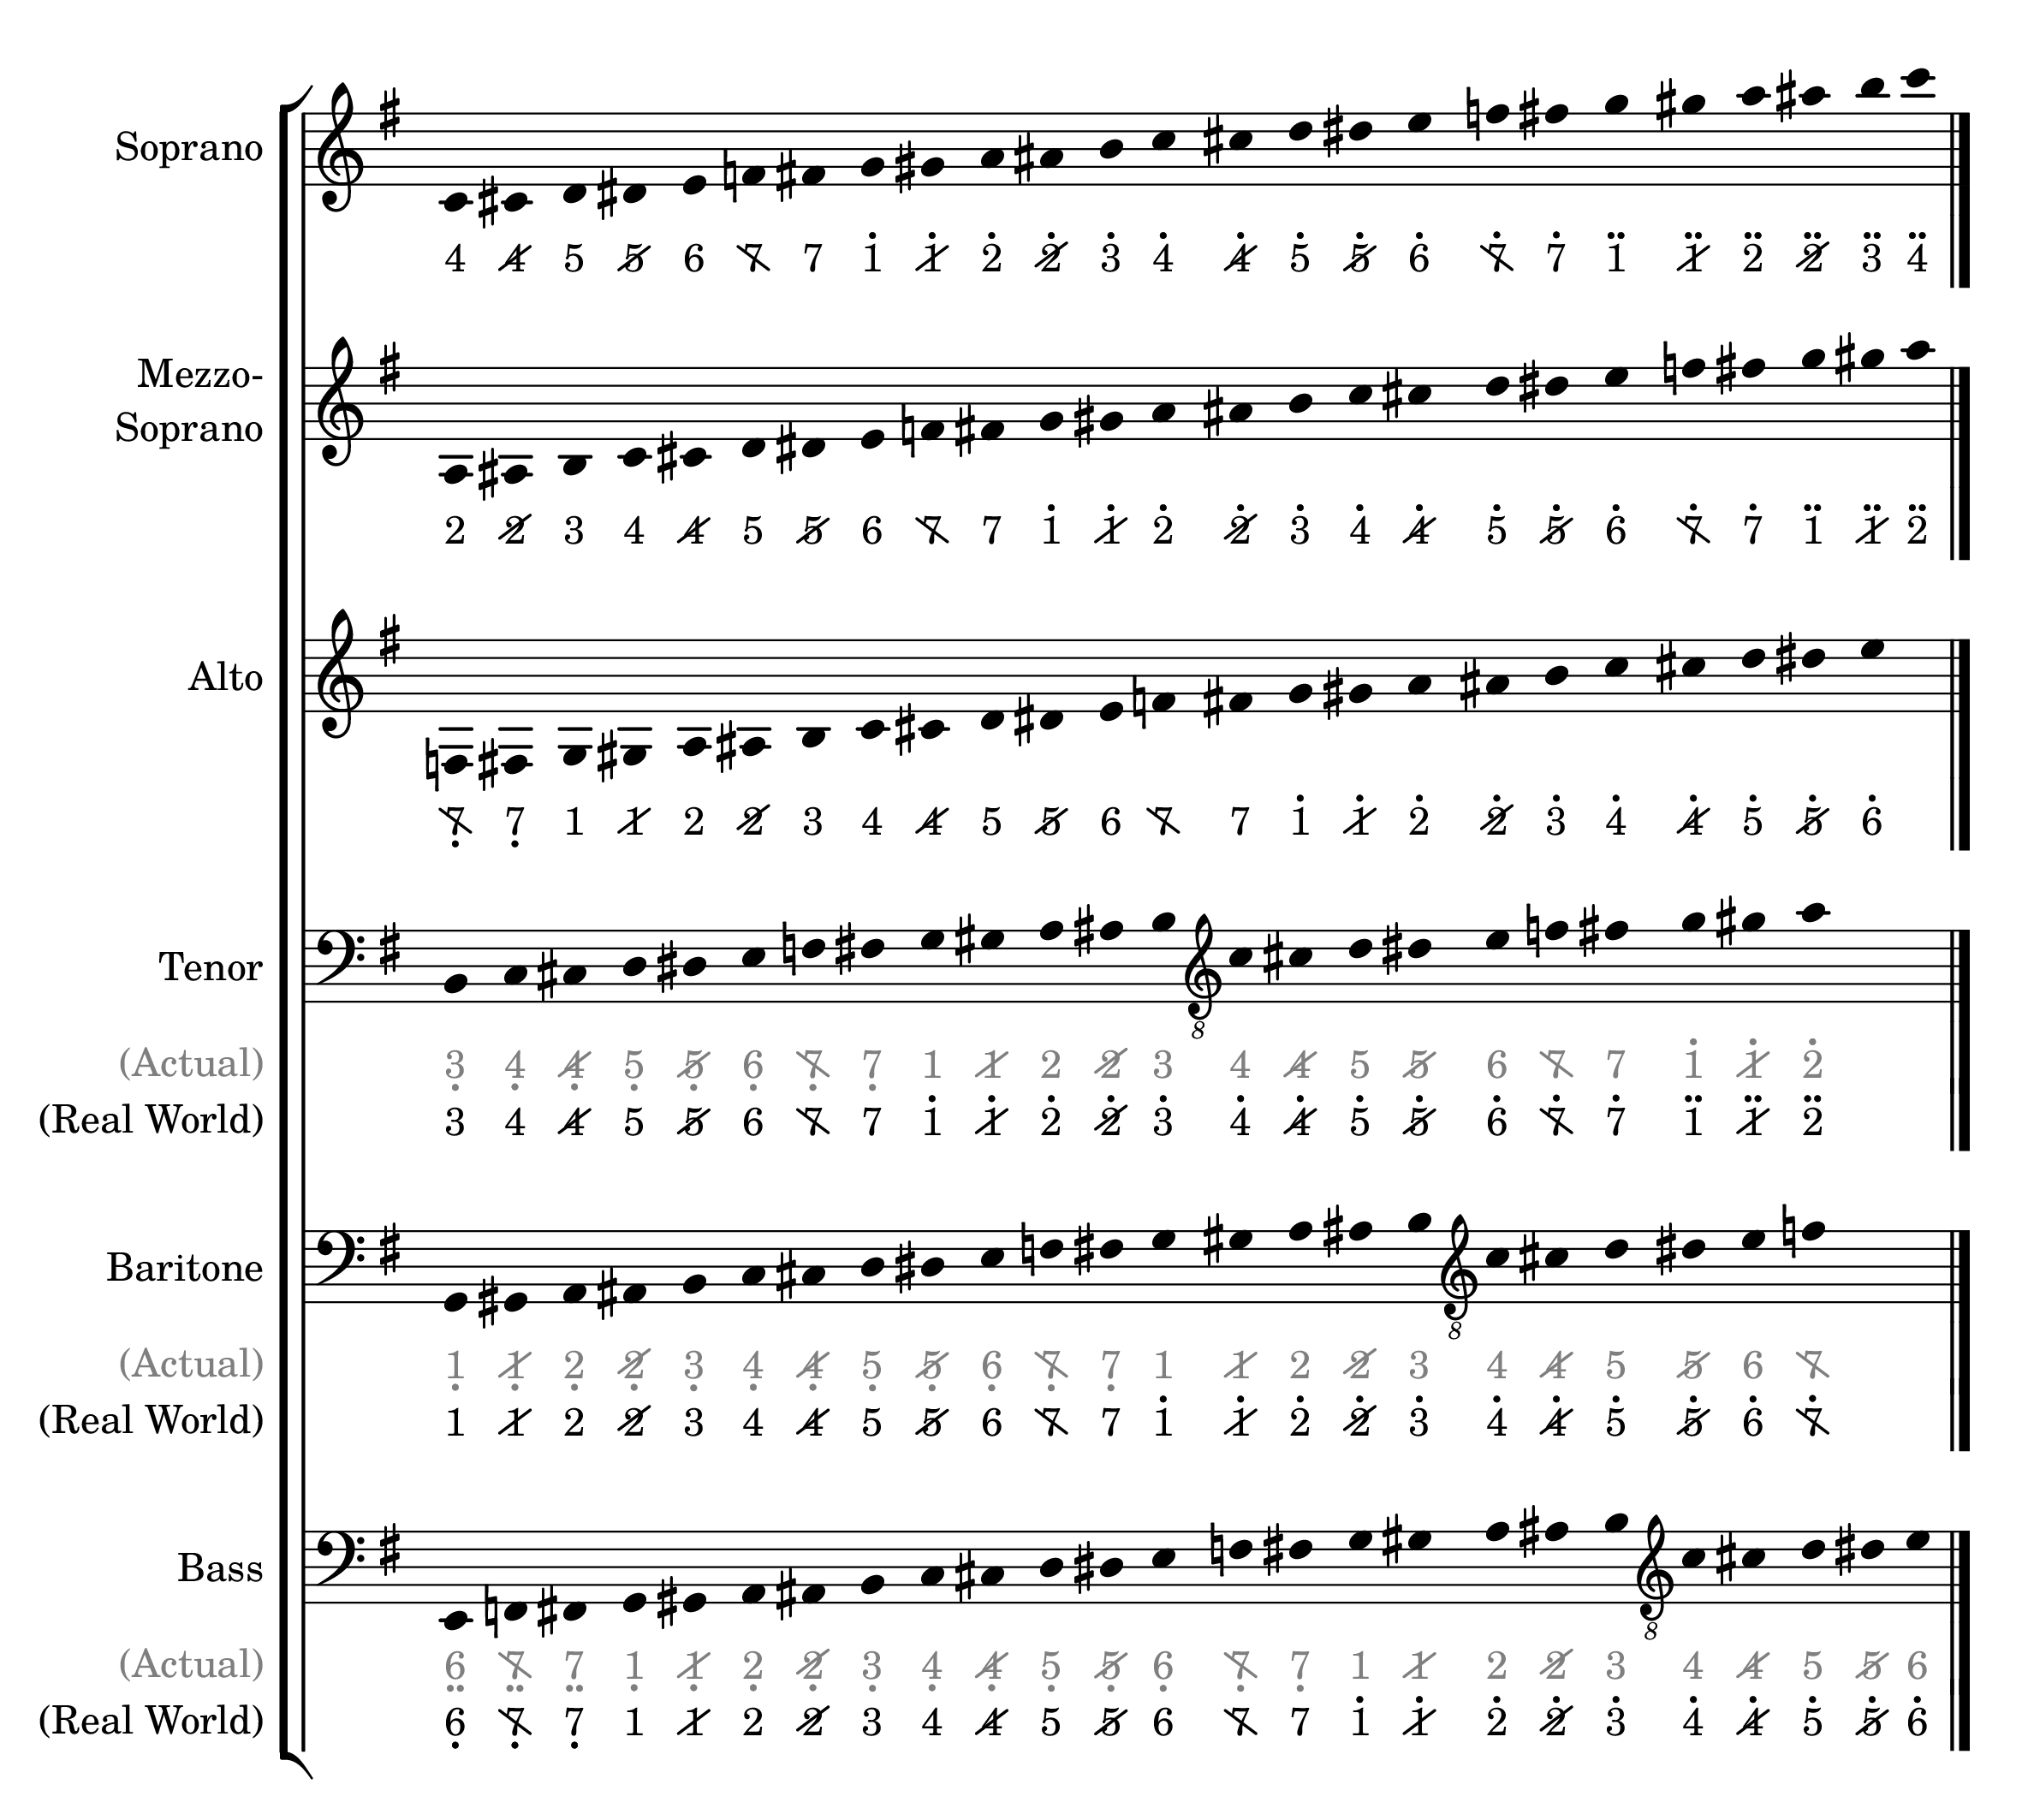 Soprano
4 4̸ 5 5̸ 6 7⃥ 7 1̇ 1̸̇ 2̇ 2̸̇ 3̇ 4̇ 4̸̇ 5̇ 5̸̇ 6̇ 7⃥̇ 7̇ 1̈ 1̸̈ 2̈ 2̸̈ 3̈ 4̈
Mezzo-
Soprano
2 2̸ 3 4 4̸ 5 5̸ 6 7⃥ 7 1̇ 1̸̇ 2̇ 2̸̇ 3̇ 4̇ 4̸̇ 5̇ 5̸̇ 6̇ 7⃥̇ 7̇ 1̈ 1̸̈ 2̈
Alto
7⃥̣ 7̣ 1 1̸ 2 2̸ 3 4 4̸ 5 5̸ 6 7⃥ 7 1̇ 1̸̇ 2̇ 2̸̇ 3̇ 4̇ 4̸̇ 5̇ 5̸̇ 6̇
Tenor
8
(Actual) 3̣ 4̣ 4̸̣ 5̣ 5̸̣ 6̣ 7⃥̣ 7̣ 1 1̸ 2 2̸ 3 4 4̸ 5 5̸ 6 7⃥ 7 1̇ 1̸̇ 2̇
(Real World) 3 4 4̸ 5 5̸ 6 7⃥ 7 1̇ 1̸̇ 2̇ 2̸̇ 3̇ 4̇ 4̸̇ 5̇ 5̸̇ 6̇ 7⃥̇ 7̇ 1̈ 1̸̈ 2̈
Baritone
8
(Actual) 1̣ 1̸̣ 2̣ 2̸̣ 3̣ 4̣ 4̸̣ 5̣ 5̸̣ 6̣ 7⃥̣ 7̣ 1 1̸ 2 2̸ 3 4 4̸ 5 5̸ 6 7⃥
(Real World) 1 1̸ 2 2̸ 3 4 4̸ 5 5̸ 6 7⃥ 7 1̇ 1̸̇ 2̇ 2̸̇ 3̇ 4̇ 4̸̇ 5̇ 5̸̇ 6̇ 7⃥̇
Bass
8
(Actual) 6̤ 7⃥̤ 7̤ 1̣ 1̸̣ 2̣ 2̸̣ 3̣ 4̣ 4̸̣ 5̣ 5̸̣ 6̣ 7⃥̣ 7̣ 1 1̸ 2 2̸ 3 4 4̸ 5 5̸ 6
(Real World) 6̣ 7⃥̣ 7̣ 1 1̸ 2 2̸ 3 4 4̸ 5 5̸ 6 7⃥ 7 1̇ 1̸̇ 2̇ 2̸̇ 3̇ 4̇ 4̸̇ 5̇ 5̸̇ 6̇